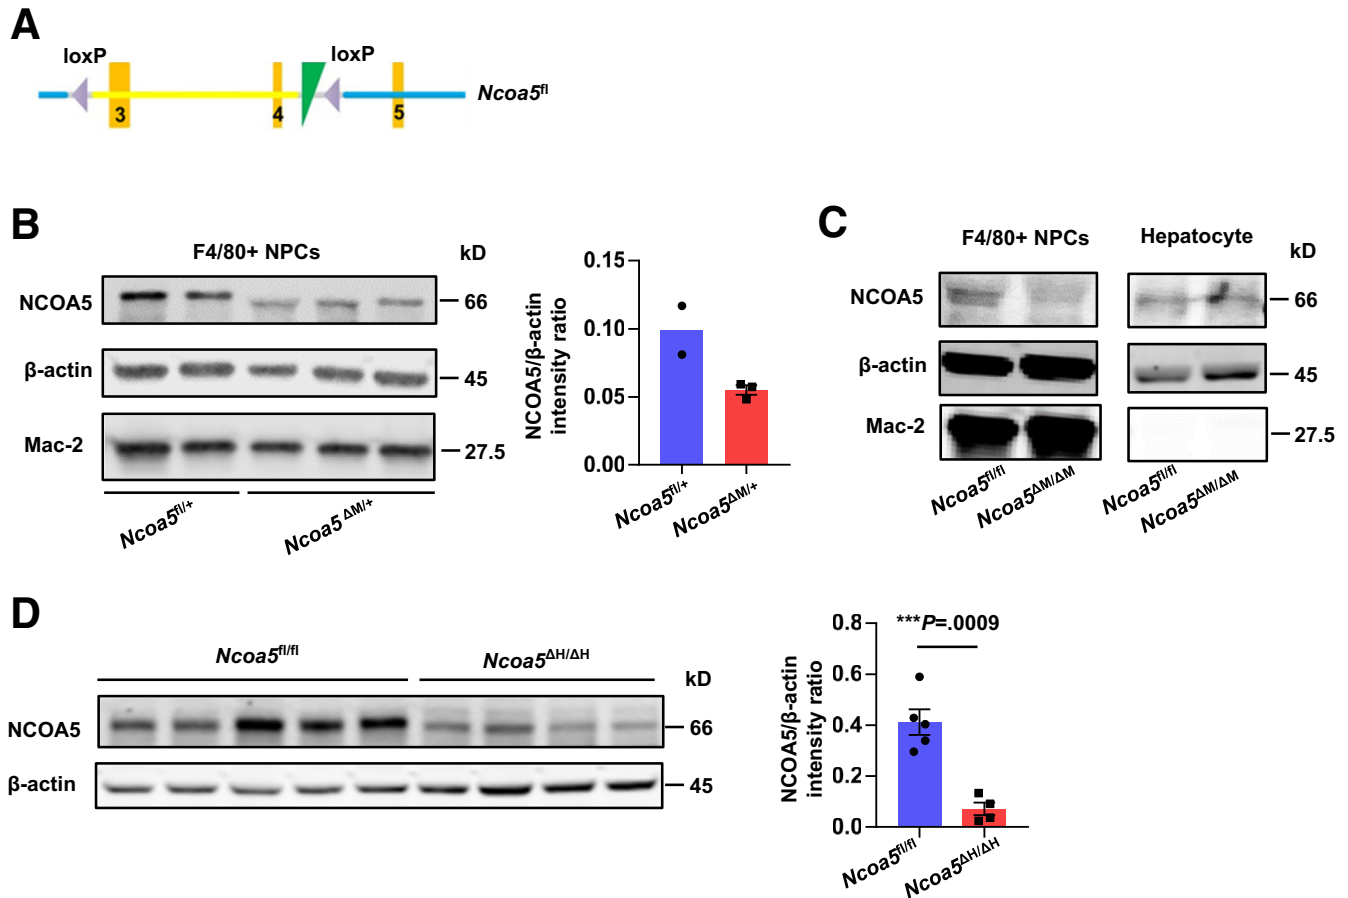 A
loxP
loxP
3
4
5
Ncoa5fl
B
F4/80+ NPCs
kD
NCOA5
66
β-actin
45
Mac-2
27.5
Ncoa5fl/+
Ncoa5ΔM/+
NCOA5/β-actin
intensity ratio
0.15
0.10
0.05
0.00
Ncoa5fl/+
Ncoa5ΔM/+
C
F4/80+ NPCs
Hepatocyte
kD
NCOA5
66
β-actin
45
Mac-2
27.5
Ncoa5fl/fl
Ncoa5ΔM/ΔM
Ncoa5fl/fl
Ncoa5ΔM/ΔM
D
Ncoa5fl/fl
Ncoa5ΔH/ΔH
kD
NCOA5
66
β-actin
45
NCOA5/β-actin
intensity ratio
0.8
0.6
0.4
0.2
0.0
***P=.0009
Ncoa5fl/fl
Ncoa5ΔH/ΔH